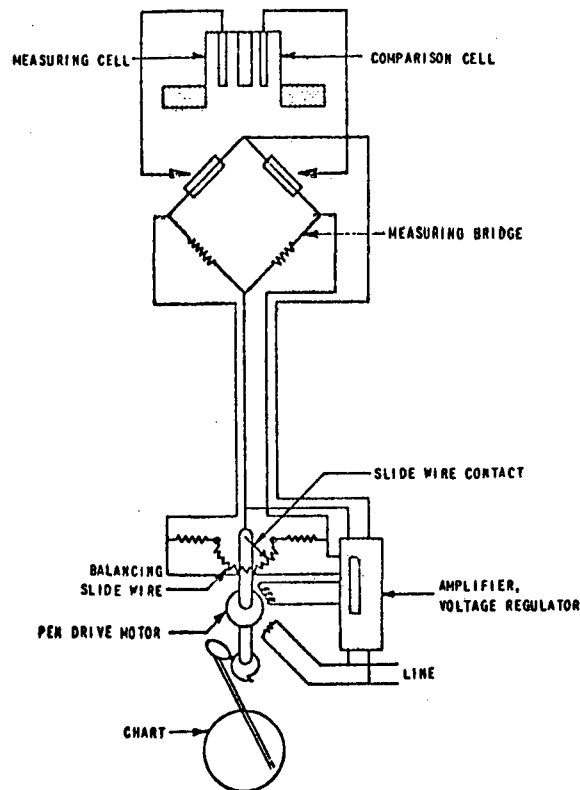 MEASURING CELL
COMPARISON CELL
MEASURING BRIDGE
SLIDE WIRE CONTACT
BALANCING
SLIDE WIRE
AMPLIFIER,
VOLTAGE REGULATOR
PEN DRIVE MOTOR
LINE
CHART